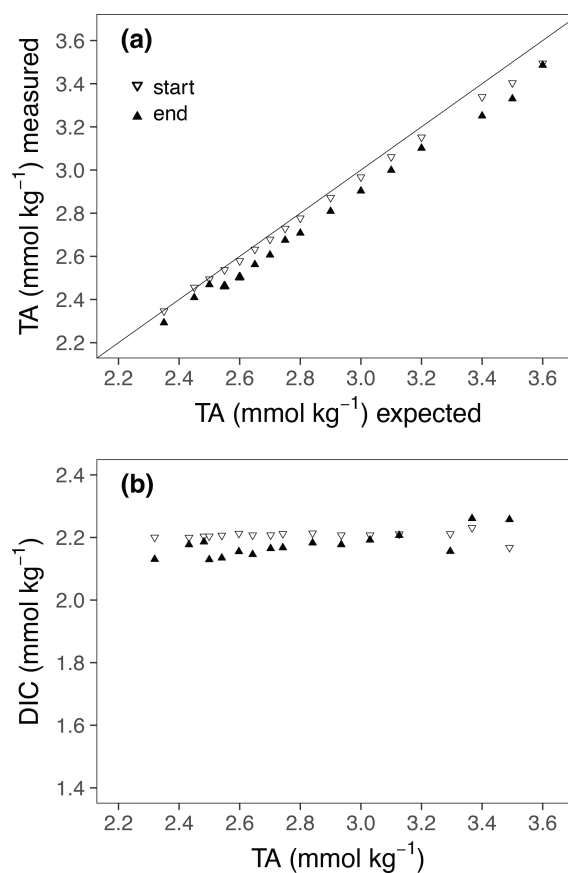 (a)
start
end
3.6
3.4
3.2
3.0
2.8
2.6
2.4
2.2
TA (mmol kg⁻¹) measured
2.2 2.4 2.6 2.8 3.0 3.2 3.4 3.6
TA (mmol kg⁻¹) expected
(b)
2.4
2.2
2.0
1.8
1.6
1.4
DIC (mmol kg⁻¹)
2.2 2.4 2.6 2.8 3.0 3.2 3.4 3.6
TA (mmol kg⁻¹)